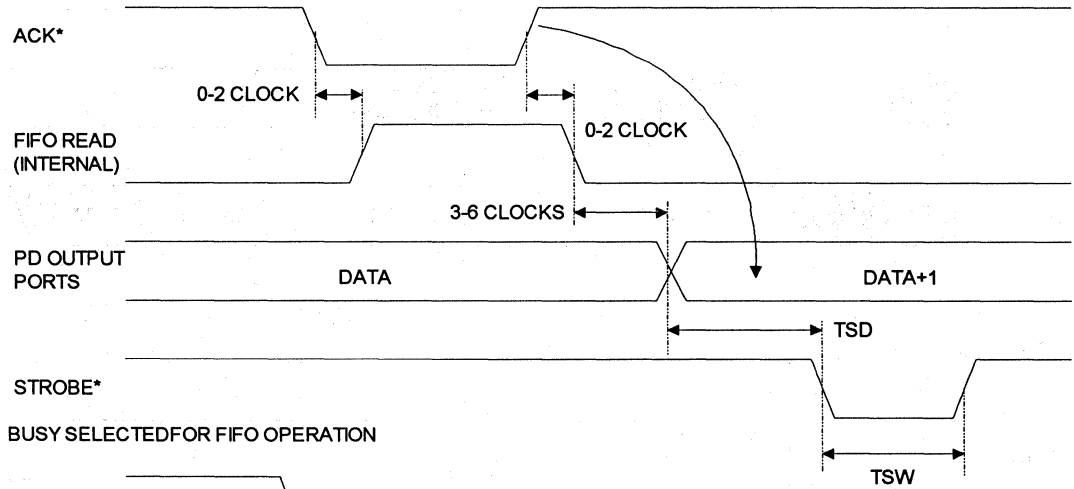 ACK*
0-2 CLOCK
FIFO READ
(INTERNAL)
0-2 CLOCK
3-6 CLOCKS
PD OUTPUT
PORTS
DATA
DATA+1
TSD
STROBE*
BUSY SELECTEDFOR FIFO OPERATION
TSW